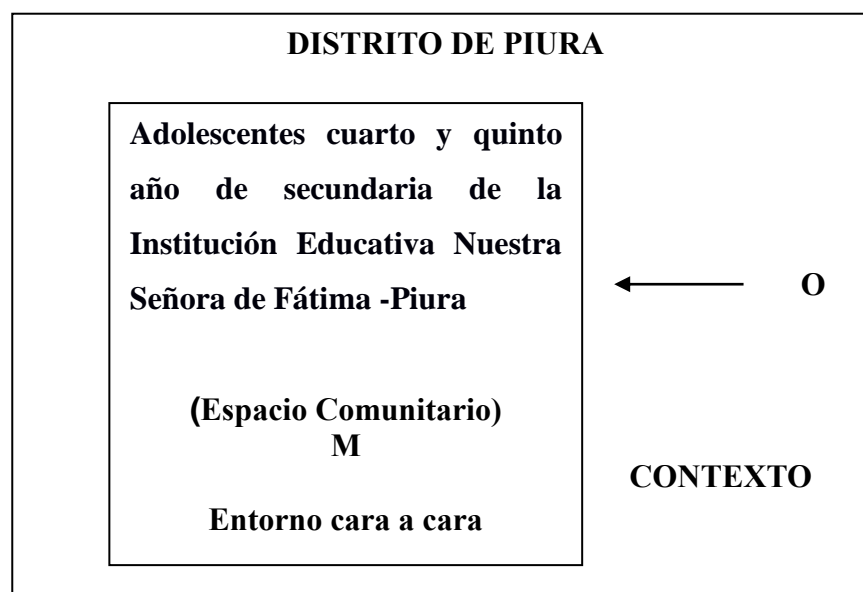 DISTRITO DE PIURA
Adolescentes cuarto y quinto
año de secundaria de la
Institución Educativa Nuestra
Señora de Fátima -Piura
O
(Espacio Comunitario)
M
CONTEXTO
Entorno cara a cara